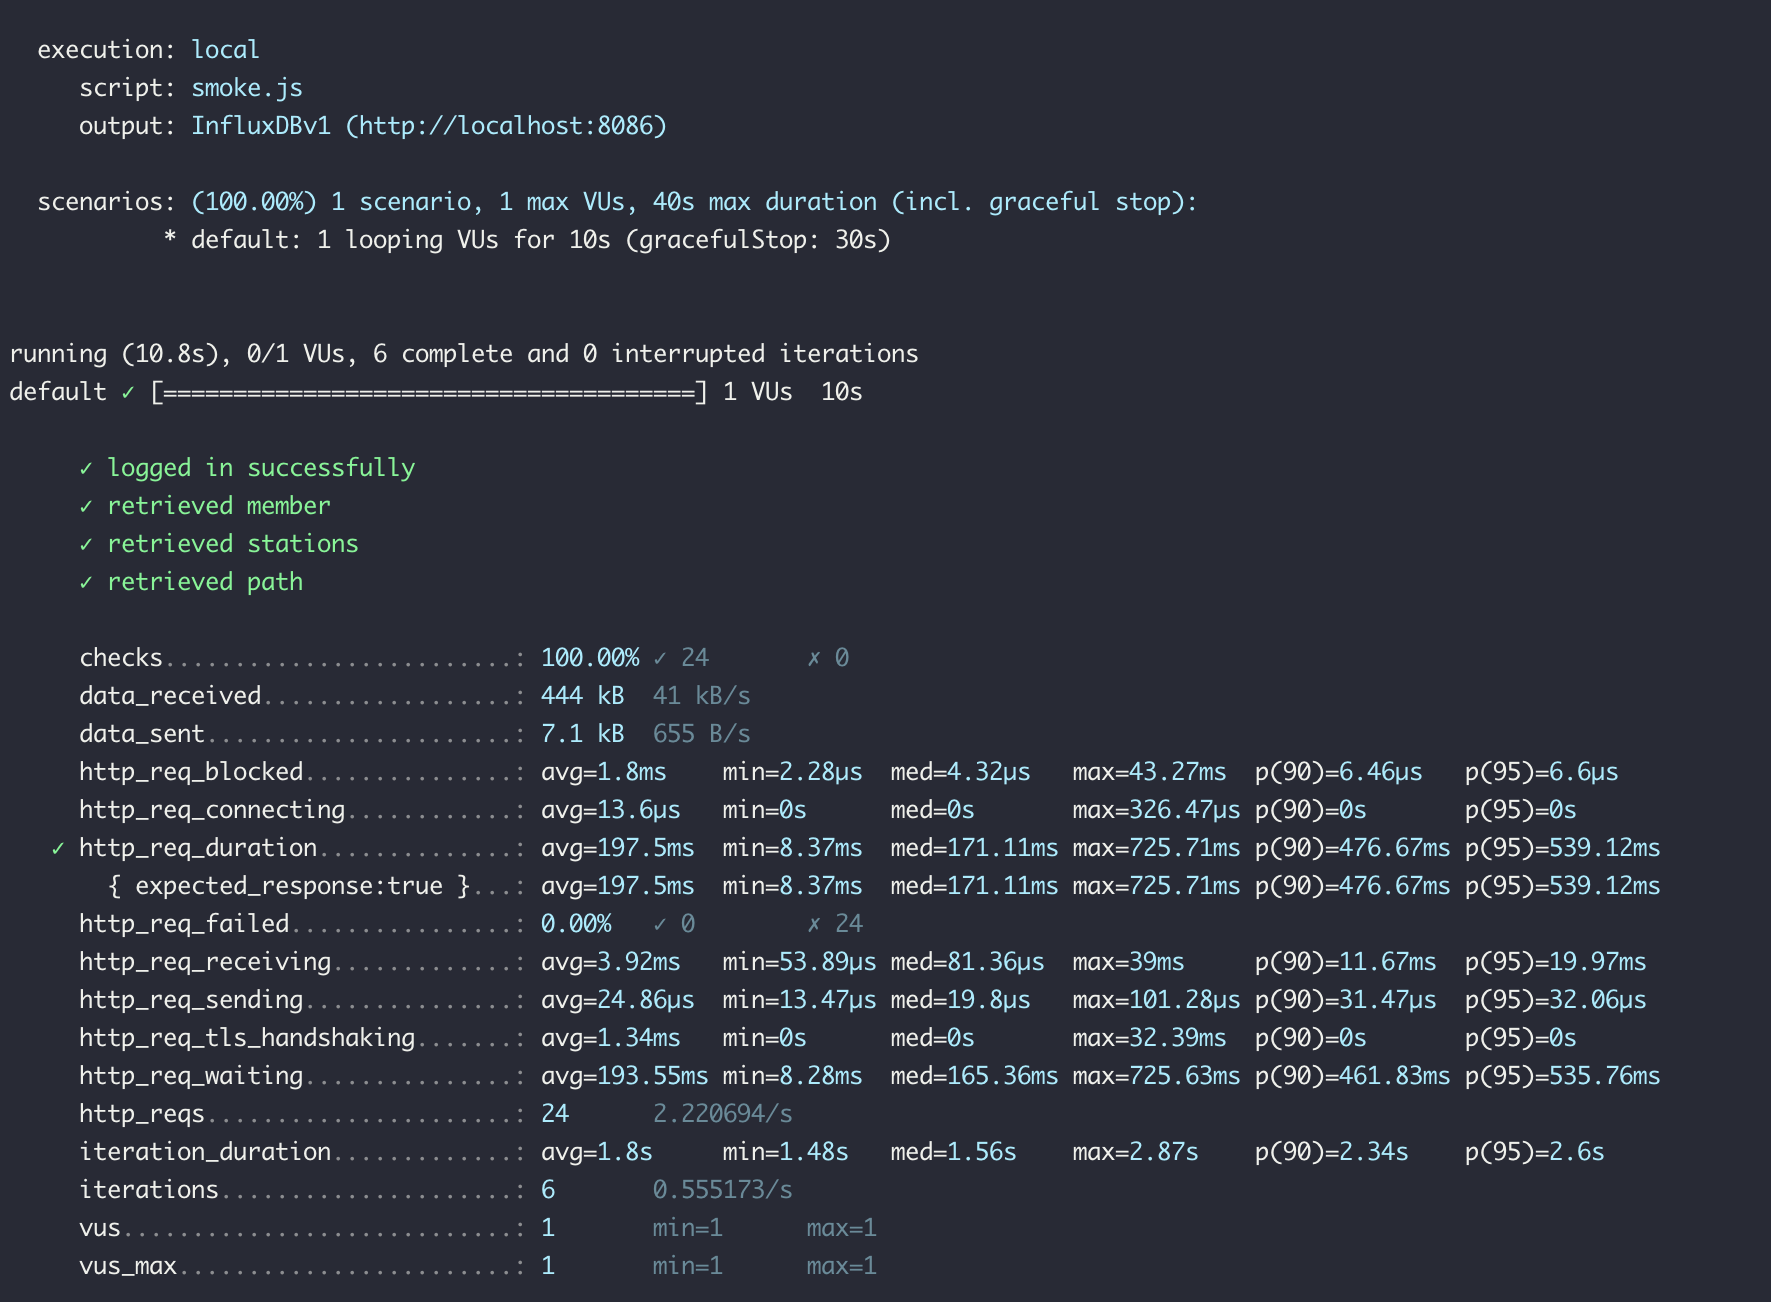 execution: local
script: smoke.js
output: InfluxDBv1 (http://localhost:8086)
scenarios: (100.00%) 1 scenario, 1 max VUs, 40s max duration (incl. graceful stop):
* default: 1 looping VUs for 10s (gracefulStop: 30s)
running (10.8s), 0/1 VUs, 6 complete and 0 interrupted iterations
default ✓ [======================================] 1 VUs  10s
✓ logged in successfully
✓ retrieved member
✓ retrieved stations
✓ retrieved path
checks.........................: 100.00% ✓ 24       ✗ 0
data_received..................: 444 kB  41 kB/s
data_sent......................: 7.1 kB  655 B/s
http_req_blocked...............: avg=1.8ms    min=2.28µs  med=4.32µs   max=43.27ms  p(90)=6.46µs   p(95)=6.6µs
http_req_connecting............: avg=13.6µs   min=0s      med=0s       max=326.47µs p(90)=0s       p(95)=0s
✓ http_req_duration..............: avg=197.5ms  min=8.37ms  med=171.11ms max=725.71ms p(90)=476.67ms p(95)=539.12ms
{ expected_response:true }...: avg=197.5ms  min=8.37ms  med=171.11ms max=725.71ms p(90)=476.67ms p(95)=539.12ms
http_req_failed................: 0.00%   ✓ 0        ✗ 24
http_req_receiving.............: avg=3.92ms   min=53.89µs med=81.36µs  max=39ms     p(90)=11.67ms  p(95)=19.97ms
http_req_sending...............: avg=24.86µs  min=13.47µs med=19.8µs   max=101.28µs p(90)=31.47µs  p(95)=32.06µs
http_req_tls_handshaking.......: avg=1.34ms   min=0s      med=0s       max=32.39ms  p(90)=0s       p(95)=0s
http_req_waiting...............: avg=193.55ms min=8.28ms  med=165.36ms max=725.63ms p(90)=461.83ms p(95)=535.76ms
http_reqs......................: 24      2.220694/s
iteration_duration.............: avg=1.8s     min=1.48s   med=1.56s    max=2.87s    p(90)=2.34s    p(95)=2.6s
iterations.....................: 6       0.555173/s
vus............................: 1       min=1      max=1
vus_max........................: 1       min=1      max=1